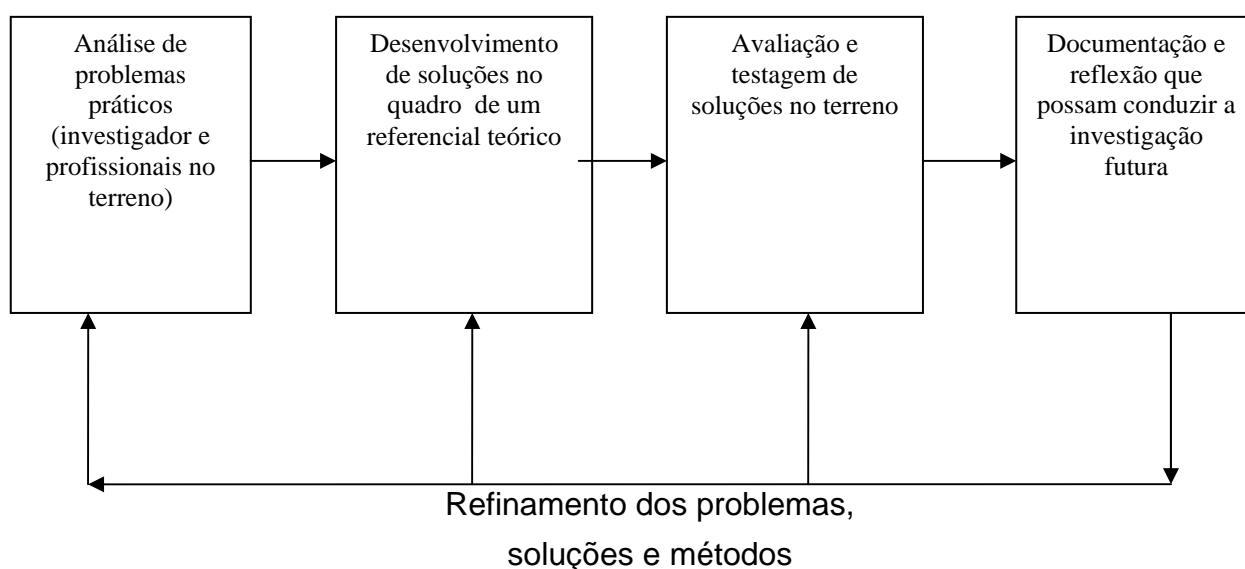 Análise de
problemas
práticos
(investigador e
profissionais no
terreno)
Desenvolvimento
de soluções no
quadro de um
referencial teórico
Avaliação e
testagem de
soluções no terreno
Documentação e
reflexão que
possam conduzir a
investigação
futura
Refinamento dos problemas,
soluções e métodos